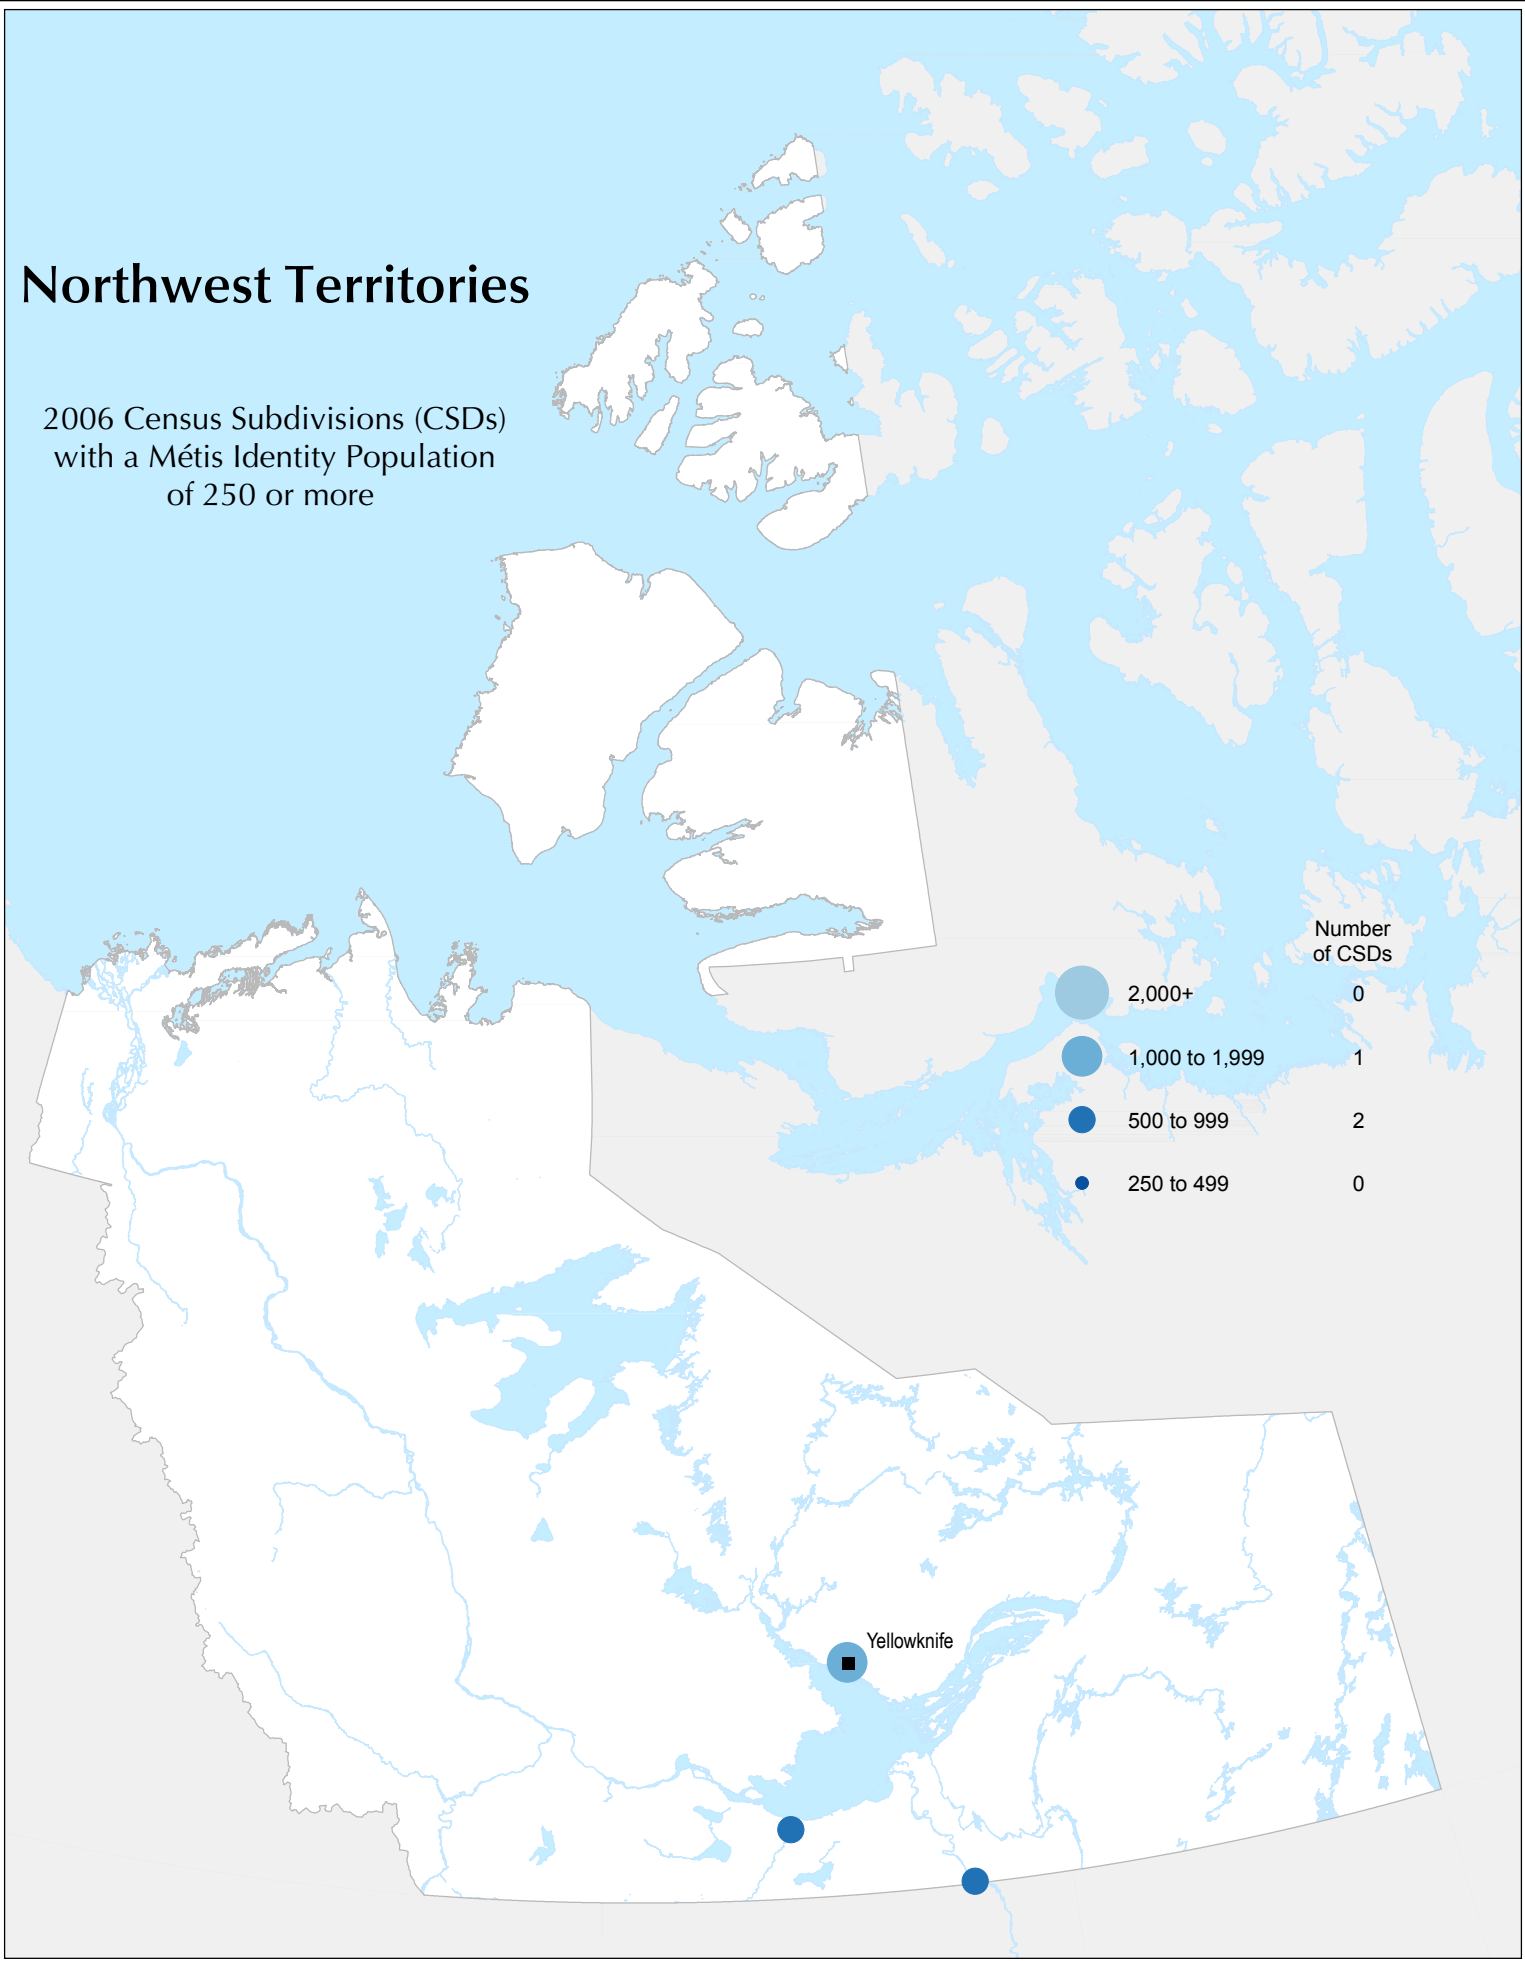 Northwest Territories
2006 Census Subdivisions (CSDs)
with a Métis Identity Population
of 250 or more
Number
of CSDs
2,000+ 0
1,000 to 1,999 1
500 to 999 2
250 to 499 0
Yellowknife